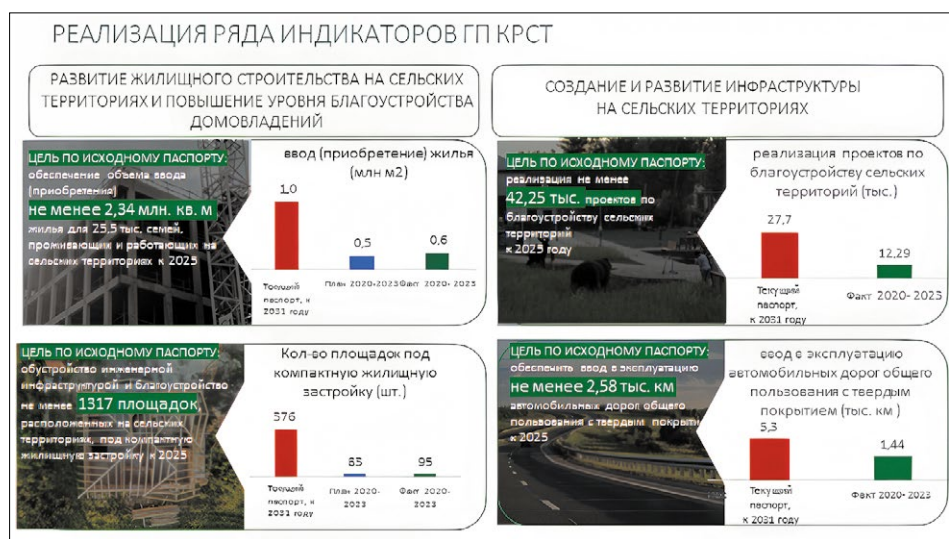 РЕАЛИЗАЦИЯ РЯДА ИНДИКАТОРОВ ГП КРСТ
РАЗВИТИЕ ЖИЛИЩНОГО СТРОИТЕЛЬСТВА НА СЕЛЬСКИХ
ТЕРРИТОРИЯХ И ПОВЫШЕНИЕ УРОВНЯ БЛАГОУСТРОЙСТВА
ДОМОВЛАДЕНИЙ
ЦЕЛЬ ПО ИСХОДНОМУ ПАСПОРТУ:
обеспечение объема ввода
(приобретения)
не менее 2,34 млн. кв. м
жилья для 25,5 тыс. семей,
проживающих и работающих на
сельских территориях к 2025
ввод (приобретение) жилья
(млн м2)
1,0
0,5
0,6
Текущий
паспорт, к
2031 году
План 2020-2023
Факт 2020- 2023
ЦЕЛЬ ПО ИСХОДНОМУ ПАСПОРТУ:
обустройство инженерной
инфраструктурой и благоустройство
не менее 1317 площадок,
расположенных на сельских
территориях, под компактную
жилищную застройку к 2025
Кол-во площадок под
компактную жилищную
застройку (шт.)
576
85
95
Текущий
паспорт, к
2031 году
План 2020-
2023
Факт 2020-
2023
СОЗДАНИЕ И РАЗВИТИЕ ИНФРАСТРУКТУРЫ
НА СЕЛЬСКИХ ТЕРРИТОРИЯХ
ЦЕЛЬ ПО ИСХОДНОМУ ПАСПОРТУ:
реализация не менее
42,25 тыс. проектов по
благоустройству сельских
территорий
к 2025 году
реализация проектов по
благоустройству сельских
территорий (тыс.)
27,7
12,29
Текущий
паспорт,
к 2031 году
Факт 2020- 2023
ЦЕЛЬ ПО ИСХОДНОМУ ПАСПОРТУ:
обеспечить ввод в эксплуатацию
не менее 2,58 тыс. км
автомобильных дорог общего
пользования с твердым покрытием
к 2025
ввод в эксплуатацию
автомобильных дорог общего
пользования с твердым
покрытием (тыс. км )
5,3
1,44
Текущий
паспорт,
к 2031 году
Факт 2020- 2023